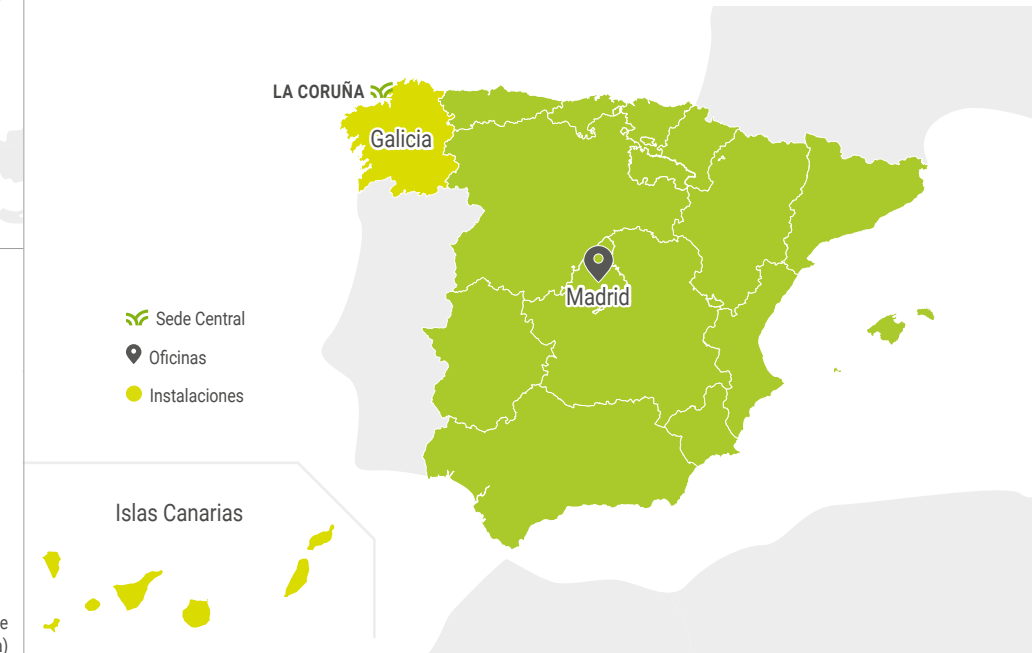 LA CORUÑA
Galicia
Madrid
Sede Central
Oficinas
Instalaciones
Islas Canarias